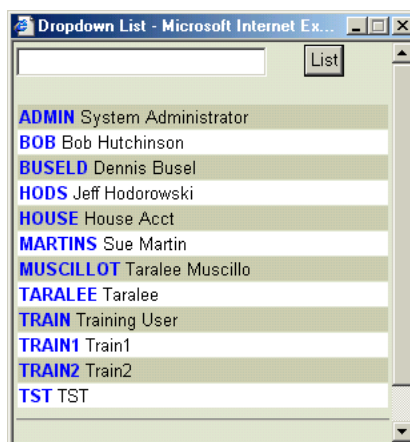 Dropdown List - Microsoft Internet Ex...
List
ADMIN System Administrator
BOB Bob Hutchinson
BUSELD Dennis Busel
HODS Jeff Hodorowski
HOUSE House Acct
MARTINS Sue Martin
MUSCILLOT Taralee Muscillo
TARALEE Taralee
TRAIN Training User
TRAIN1 Train1
TRAIN2 Train2
TST TST